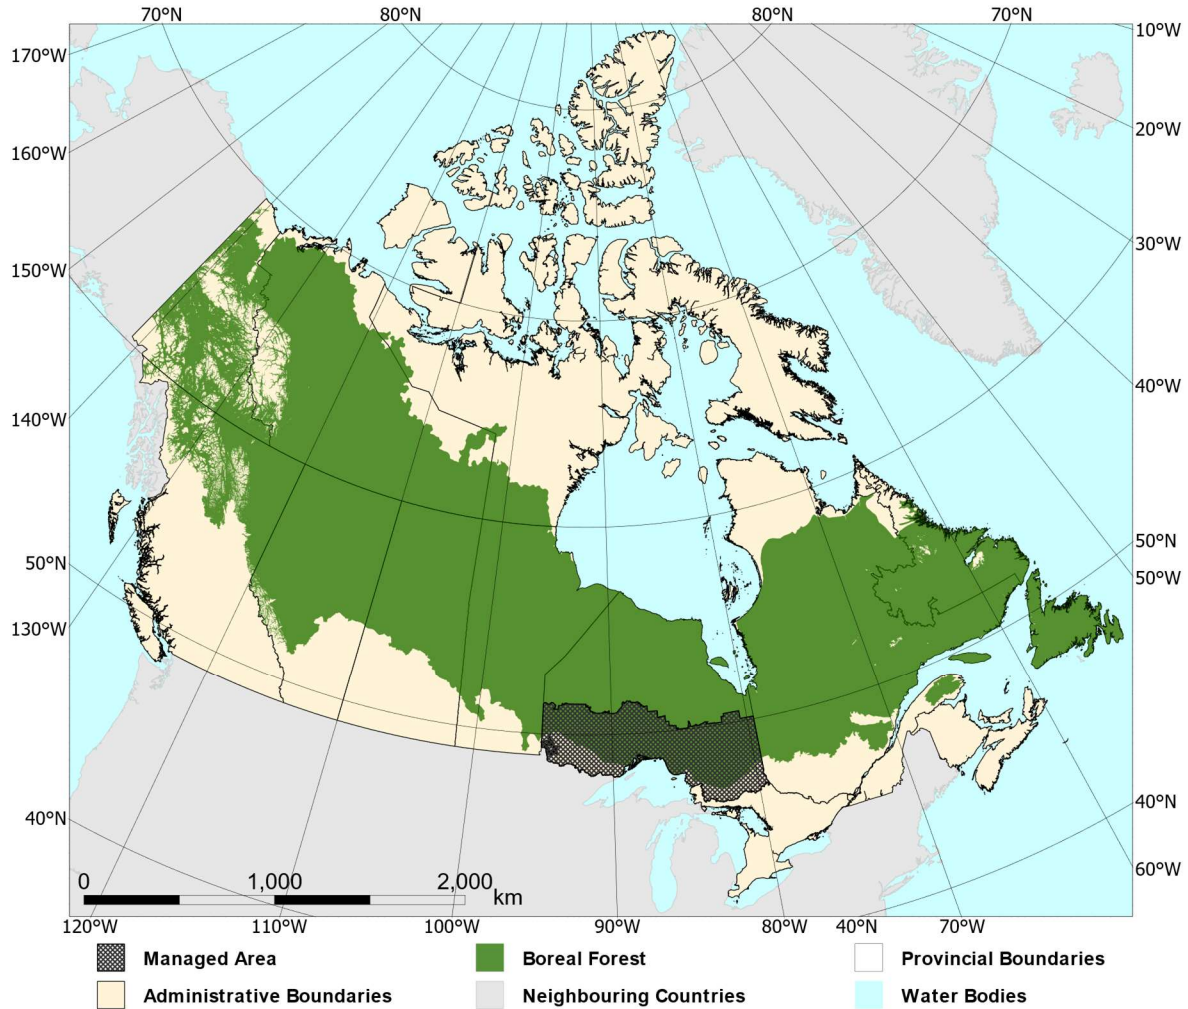 70°N 80°N 80°N 70°N
10°W
170°W
20°W
160°W
30°W
150°W
40°W
140°W
50°N
50°N
50°W
130°W
40°N
40°N
60°W
0 1,000 2,000
km
120°W 110°W 100°W 90°W 80°W 40°N 70°W
Managed Area Boreal Forest Provincial Boundaries
Administrative Boundaries Neighbouring Countries Water Bodies